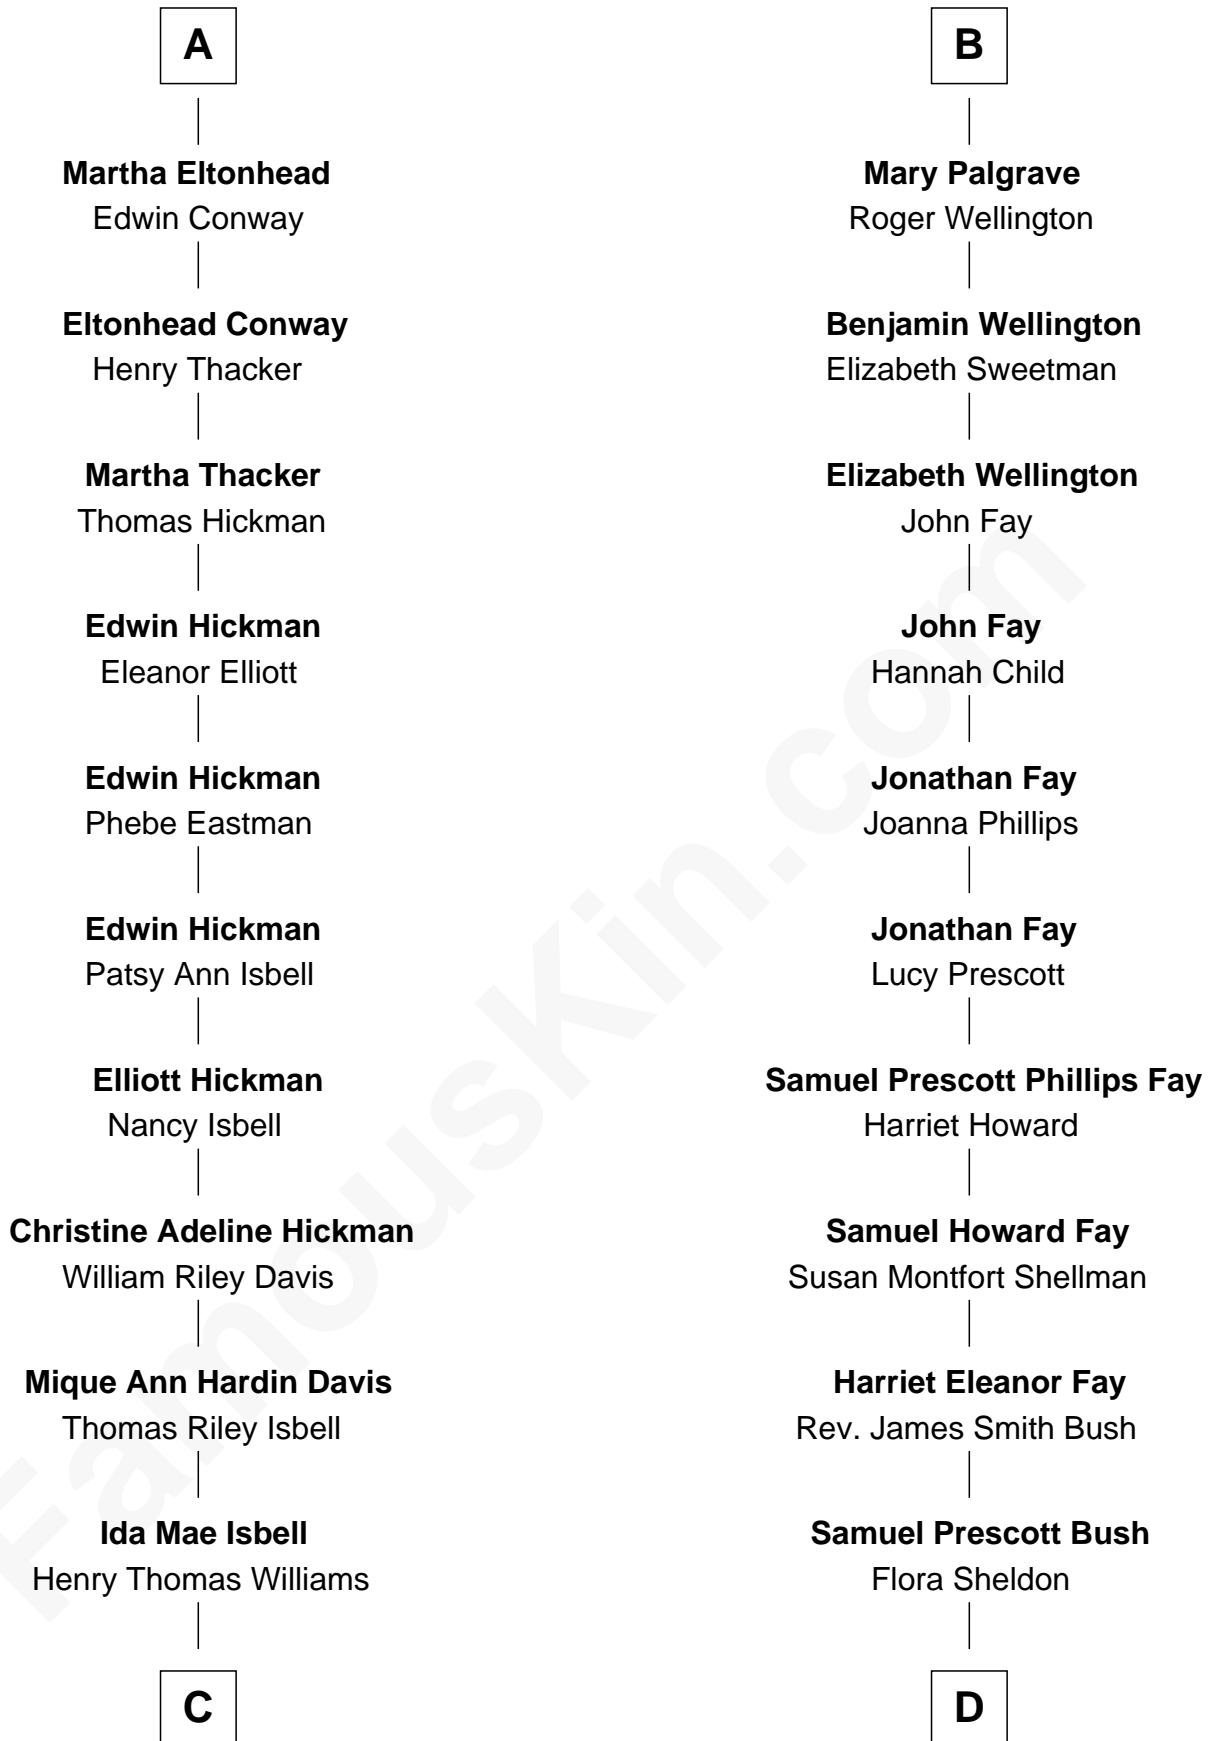 A
Martha Eltonhead
Edwin Conway
Eltonhead Conway
Henry Thacker
Martha Thacker
Thomas Hickman
Edwin Hickman
Eleanor Elliott
Edwin Hickman
Phebe Eastman
Edwin Hickman
Patsy Ann Isbell
Elliott Hickman
Nancy Isbell
Christine Adeline Hickman
William Riley Davis
Mique Ann Hardin Davis
Thomas Riley Isbell
Ida Mae Isbell
Henry Thomas Williams
C
B
Mary Palgrave
Roger Wellington
Benjamin Wellington
Elizabeth Sweetman
Elizabeth Wellington
John Fay
John Fay
Hannah Child
Jonathan Fay
Joanna Phillips
Jonathan Fay
Lucy Prescott
Samuel Prescott Phillips Fay
Harriet Howard
Samuel Howard Fay
Susan Montfort Shellman
Harriet Eleanor Fay
Rev. James Smith Bush
Samuel Prescott Bush
Flora Sheldon
D
FamousKin.com